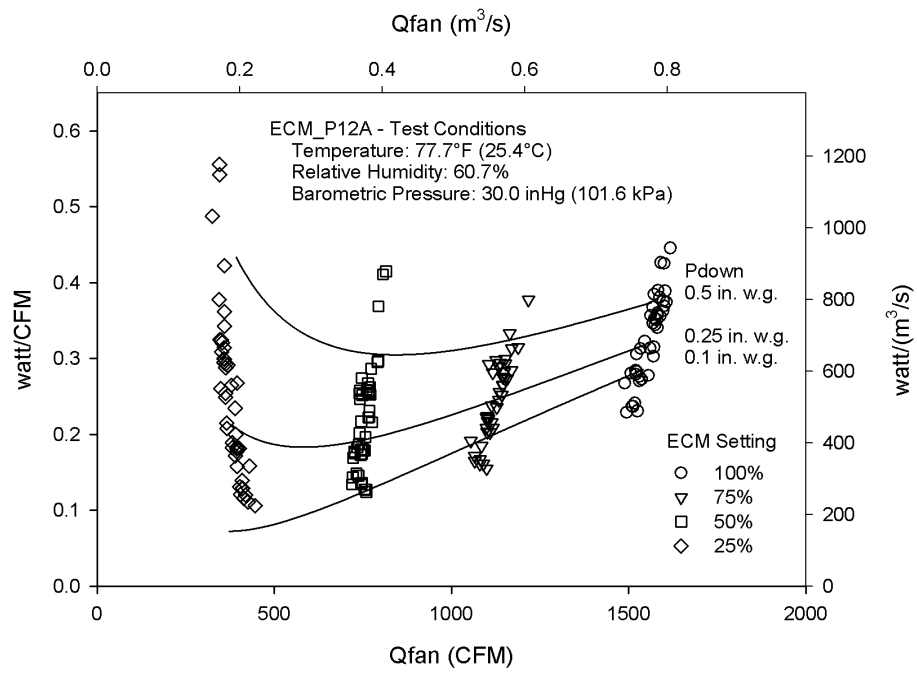 Qfan (m³/s)
0.0 0.2 0.4 0.6 0.8
ECM_P12A - Test Conditions
Temperature: 77.7°F (25.4°C)
Relative Humidity: 60.7%
Barometric Pressure: 30.0 inHg (101.6 kPa)
0.6
0.5
0.4
0.3
0.2
0.1
0.0
watt/CFM
1200
1000
800
600
400
200
0
watt/(m³/s)
Pdown
0.5 in. w.g.
0.25 in. w.g.
0.1 in. w.g.
ECM Setting
100%
75%
50%
25%
0 500 1000 1500 2000
Qfan (CFM)